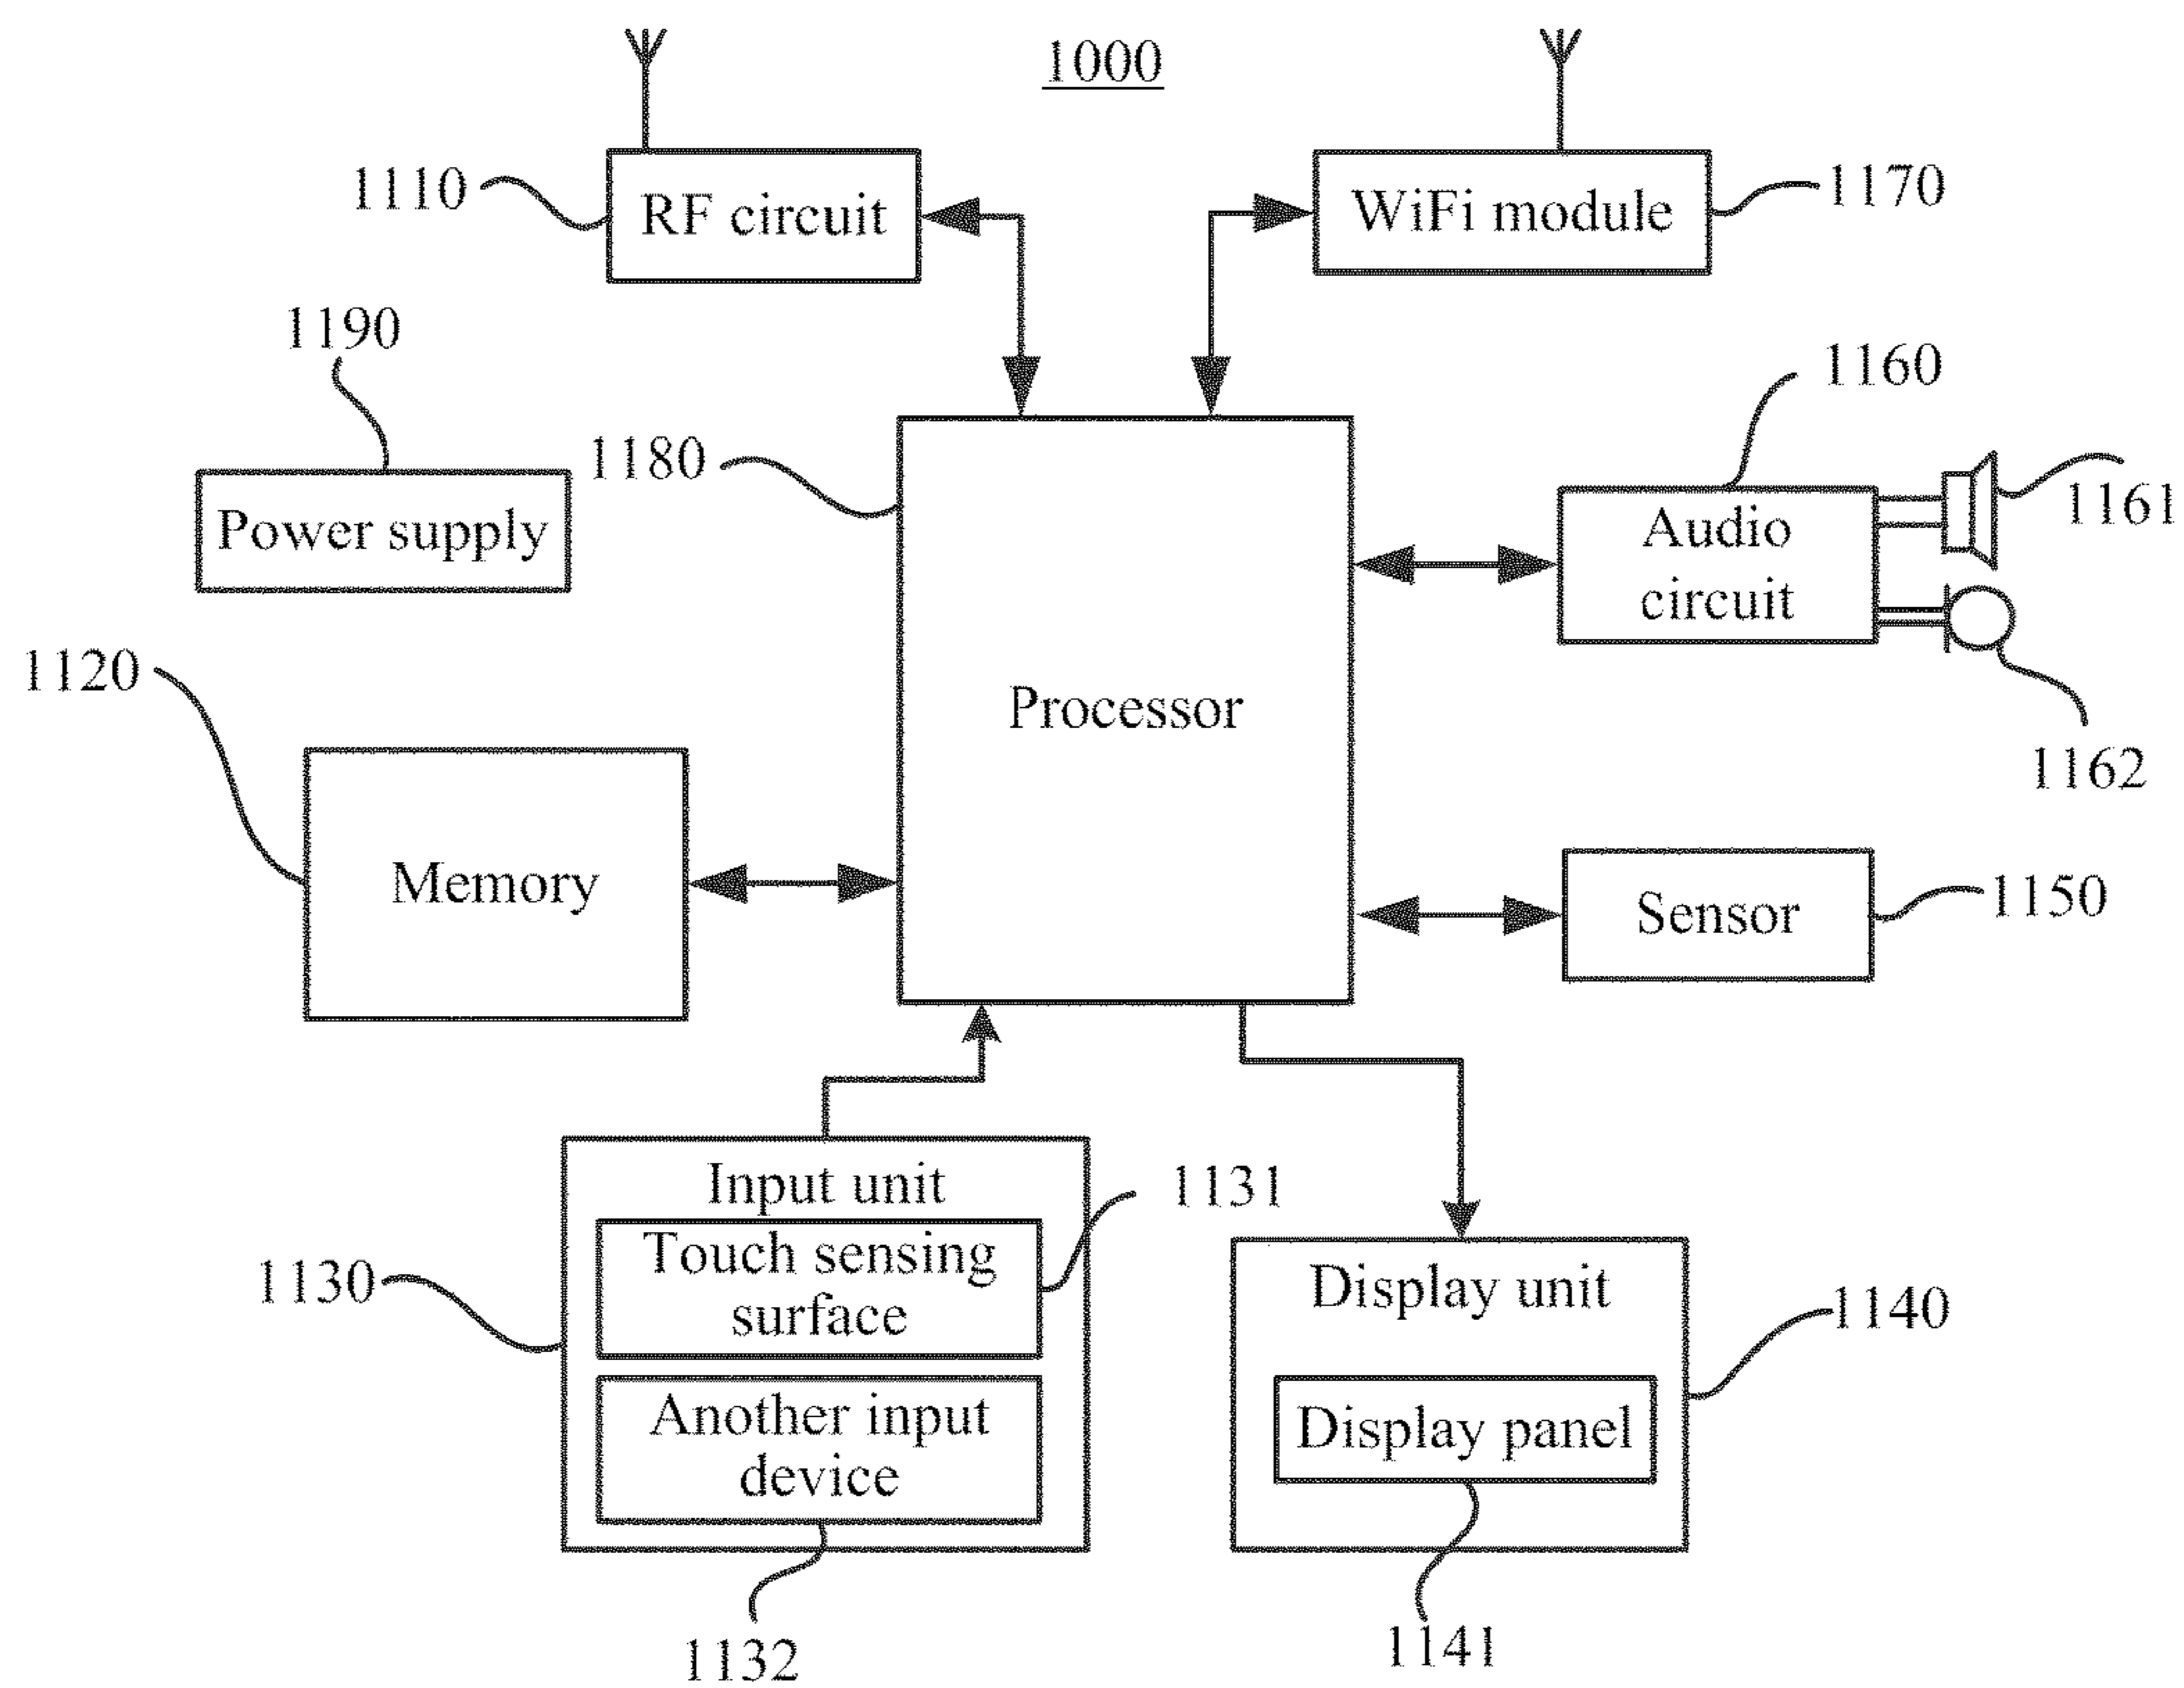 1000
1110
RF circuit
WiFi module
1170
1190
1160
1180
Power supply
Audio
circuit
1161
1120
Processor
1162
Memory
Sensor
1150
Input unit
1131
Touch sensing
surface
1130
Display unit
1140
Another input
device
Display panel
1132
1141